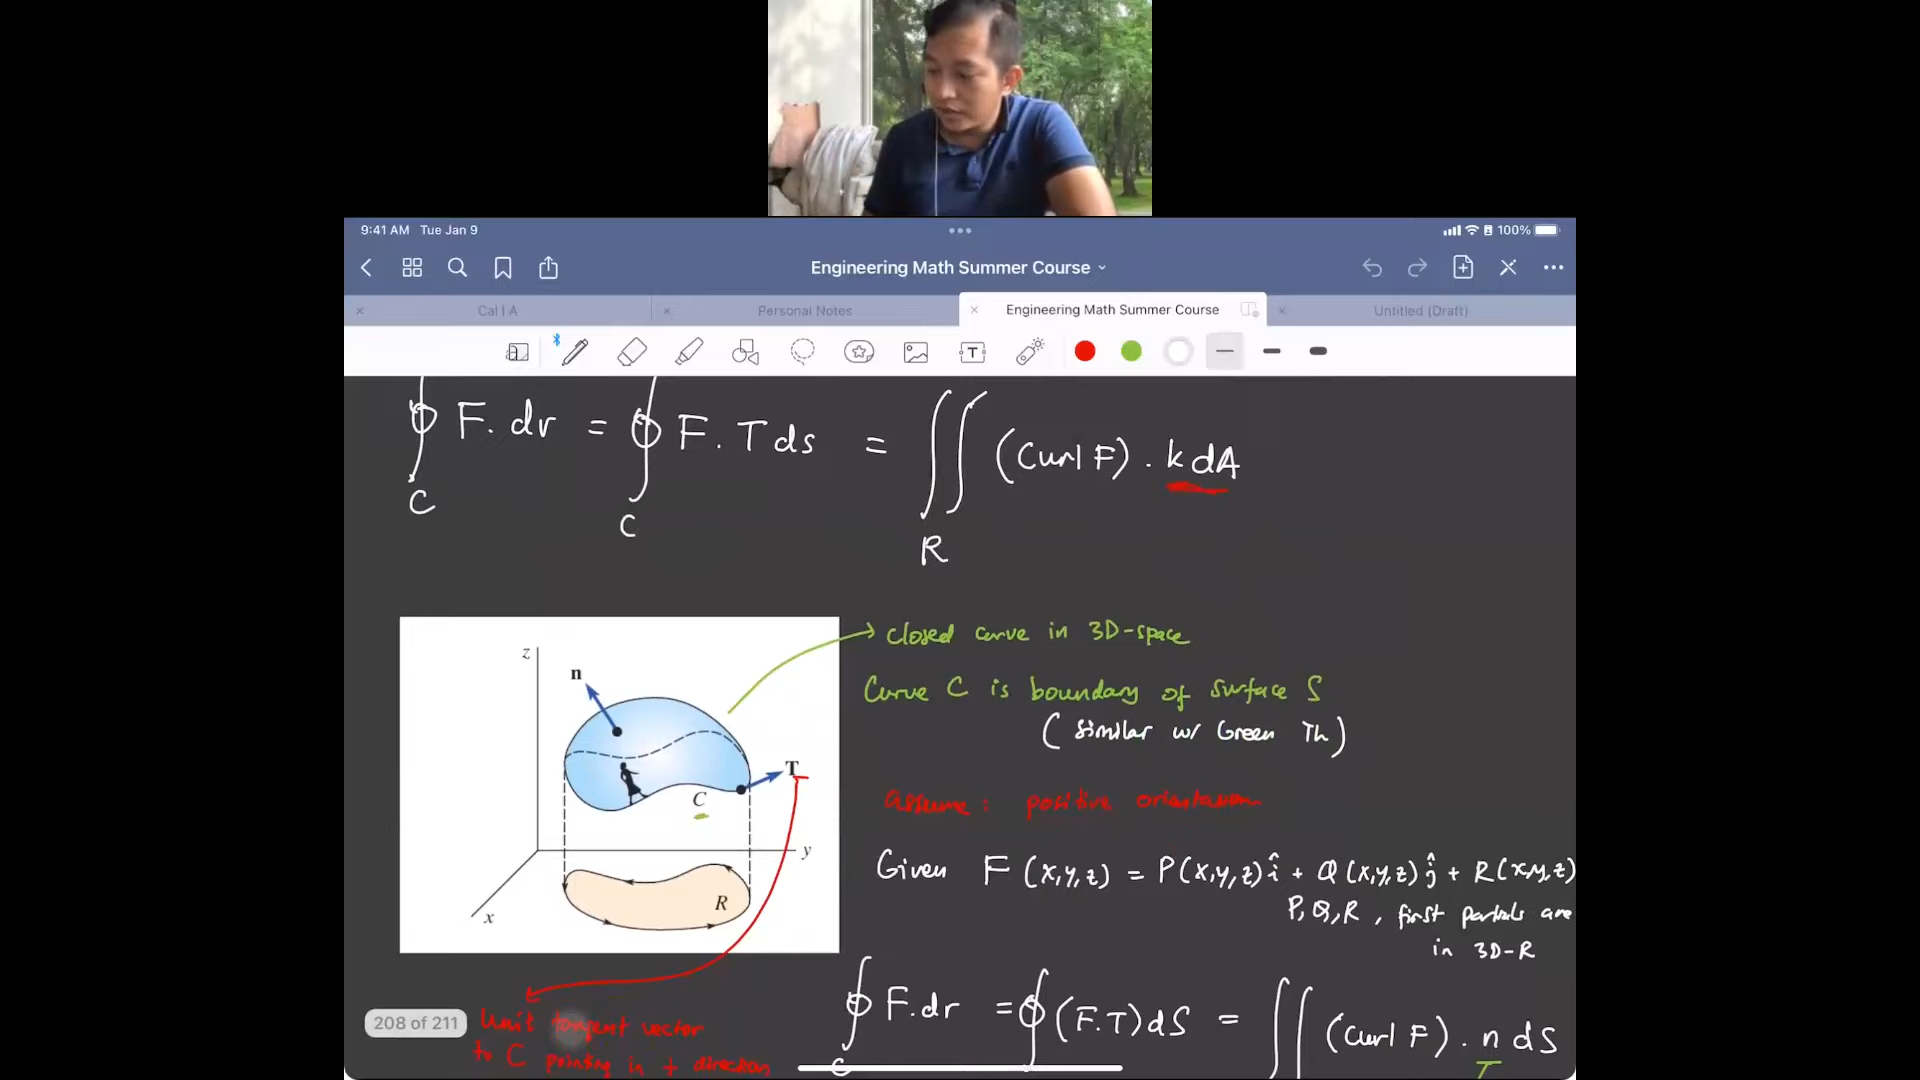 9:41 AM Tue Jan 9
100%
Engineering Math Summer Course
Cal I A
Personal Notes
Engineering Math Summer Course
Untitled (Draft)
∮ F. dr = ∮ F. T ds = ∬ (Curl F) . k dA
C
C
R
z
n
T
C
y
R
x
closed curve in 3D-space
Curve C is boundary of surface S
(similar w/ Green Th)
assume: positive orientation
Given F (x,y,z) = P(x,y,z)î + Q(x,y,z)ĵ + R(x,y,z)
P,Q,R, first partials are
in 3D-R
∮ F.dr = ∮ (F.T)dS = ∬ (Curl F) . n dS
C
208 of 211
Unit tangent vector
to C pointing in + direction